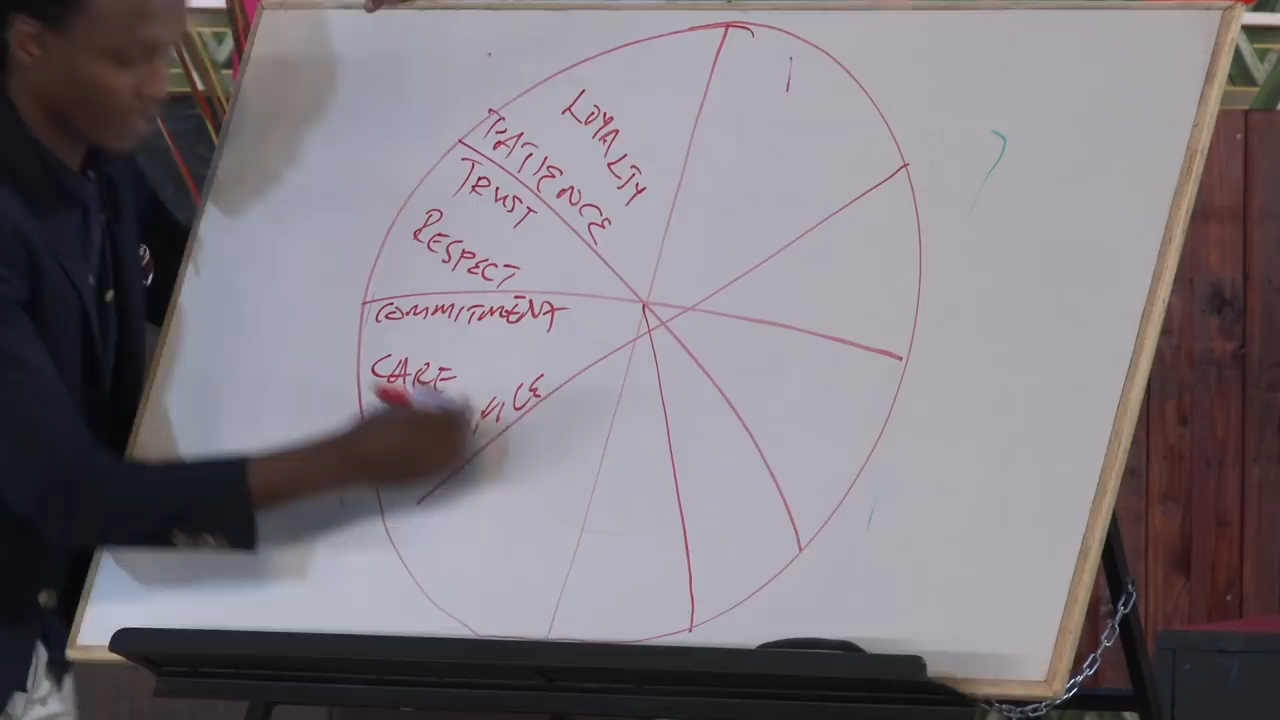 LOYALTY
PATIENCE
TRUST
RESPECT
COMMITMENT
CARE